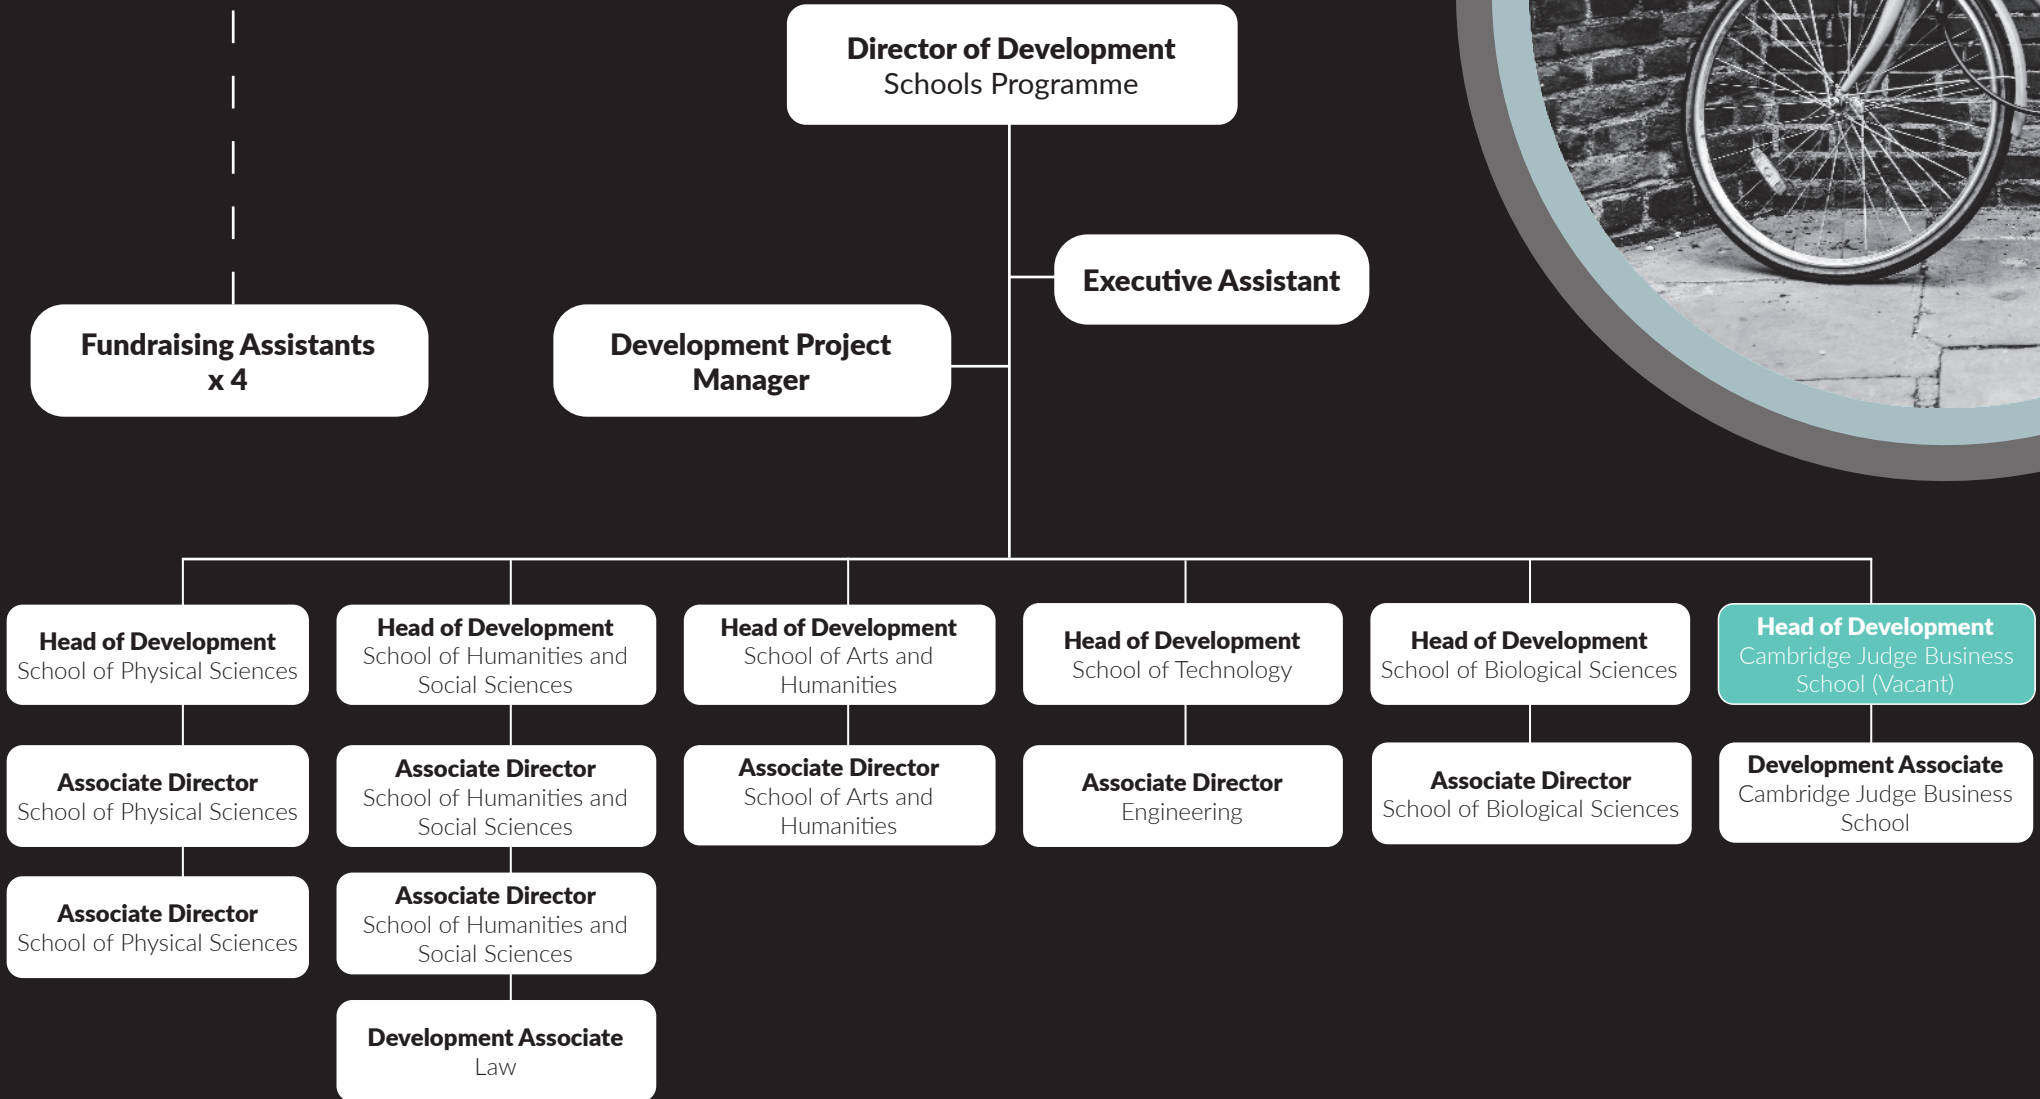 Director of Development
Schools Programme
Executive Assistant
Fundraising Assistants
x 4
Development Project
Manager
Head of Development
School of Physical Sciences
Head of Development
School of Humanities and
Social Sciences
Head of Development
School of Arts and
Humanities
Head of Development
School of Technology
Head of Development
School of Biological Sciences
Head of Development
Cambridge Judge Business
School (Vacant)
Associate Director
School of Physical Sciences
Associate Director
School of Humanities and
Social Sciences
Associate Director
School of Arts and
Humanities
Associate Director
Engineering
Associate Director
School of Biological Sciences
Development Associate
Cambridge Judge Business
School
Associate Director
School of Physical Sciences
Associate Director
School of Humanities and
Social Sciences
Development Associate
Law